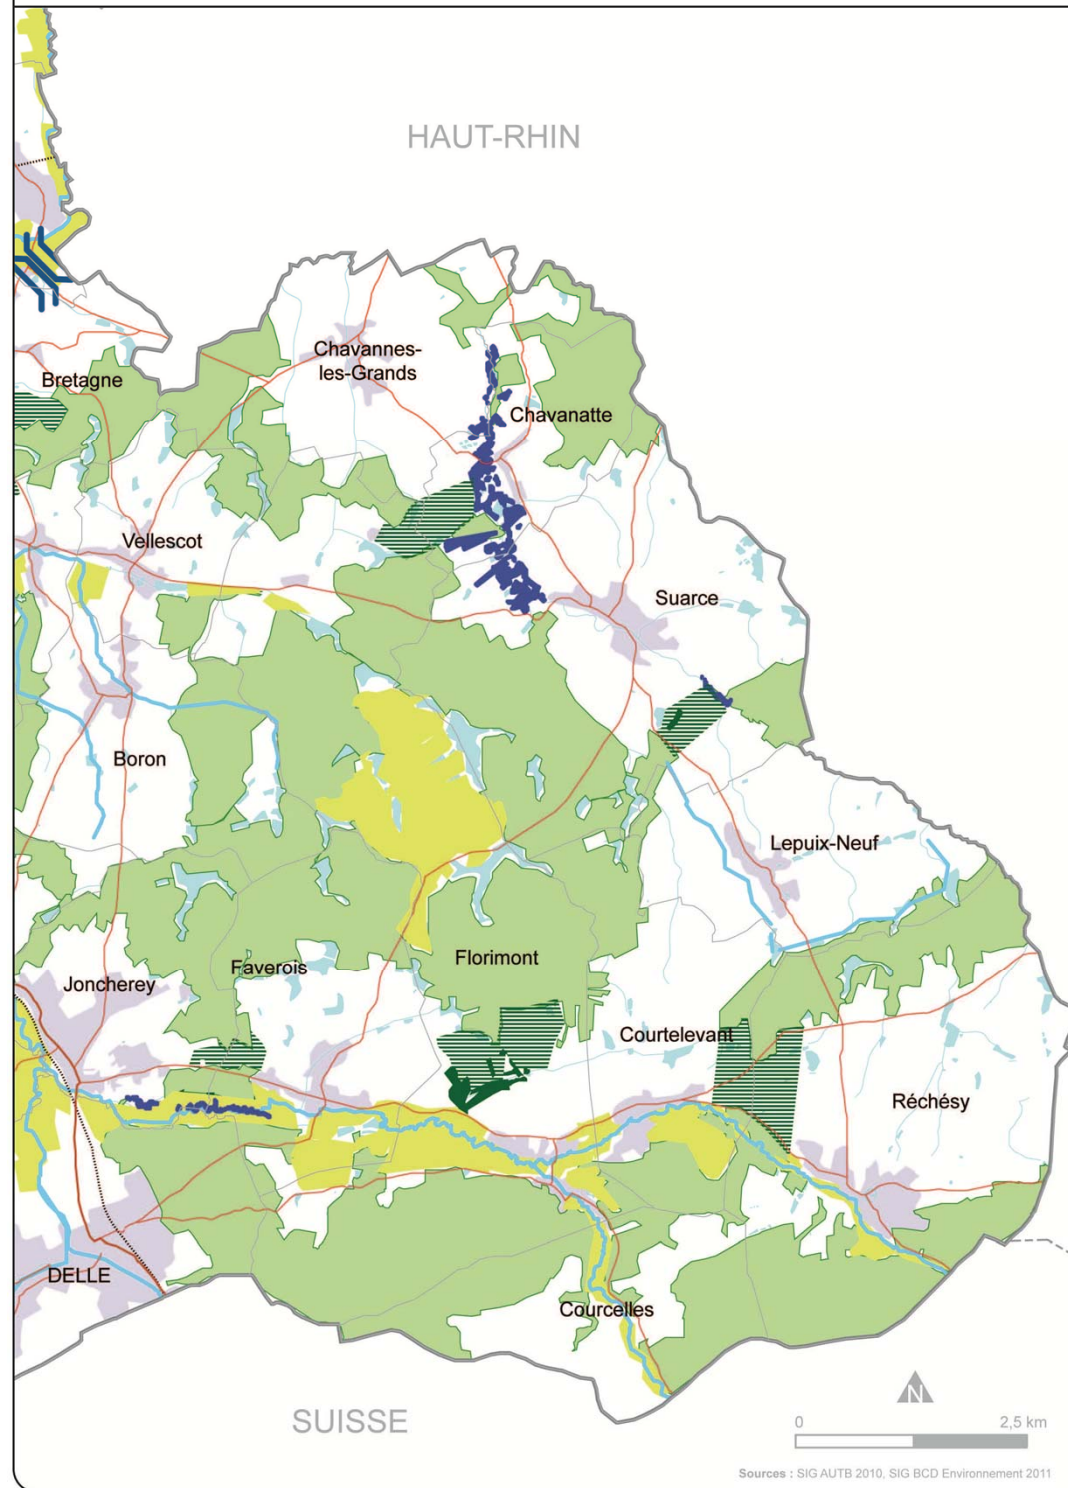 HAUT-RHIN
Chavannes-
les-Grands
Bretagne
Chavanatte
Vellescot
Suarce
Boron
Lepuix-Neuf
Florimont
Faverois
Joncherey
Courtelevant
Réchésy
DELLE
Courcelles
SUISSE
N
0 2,5 km
Sources : SIG AUTB 2010, SIG BCD Environnement 2011